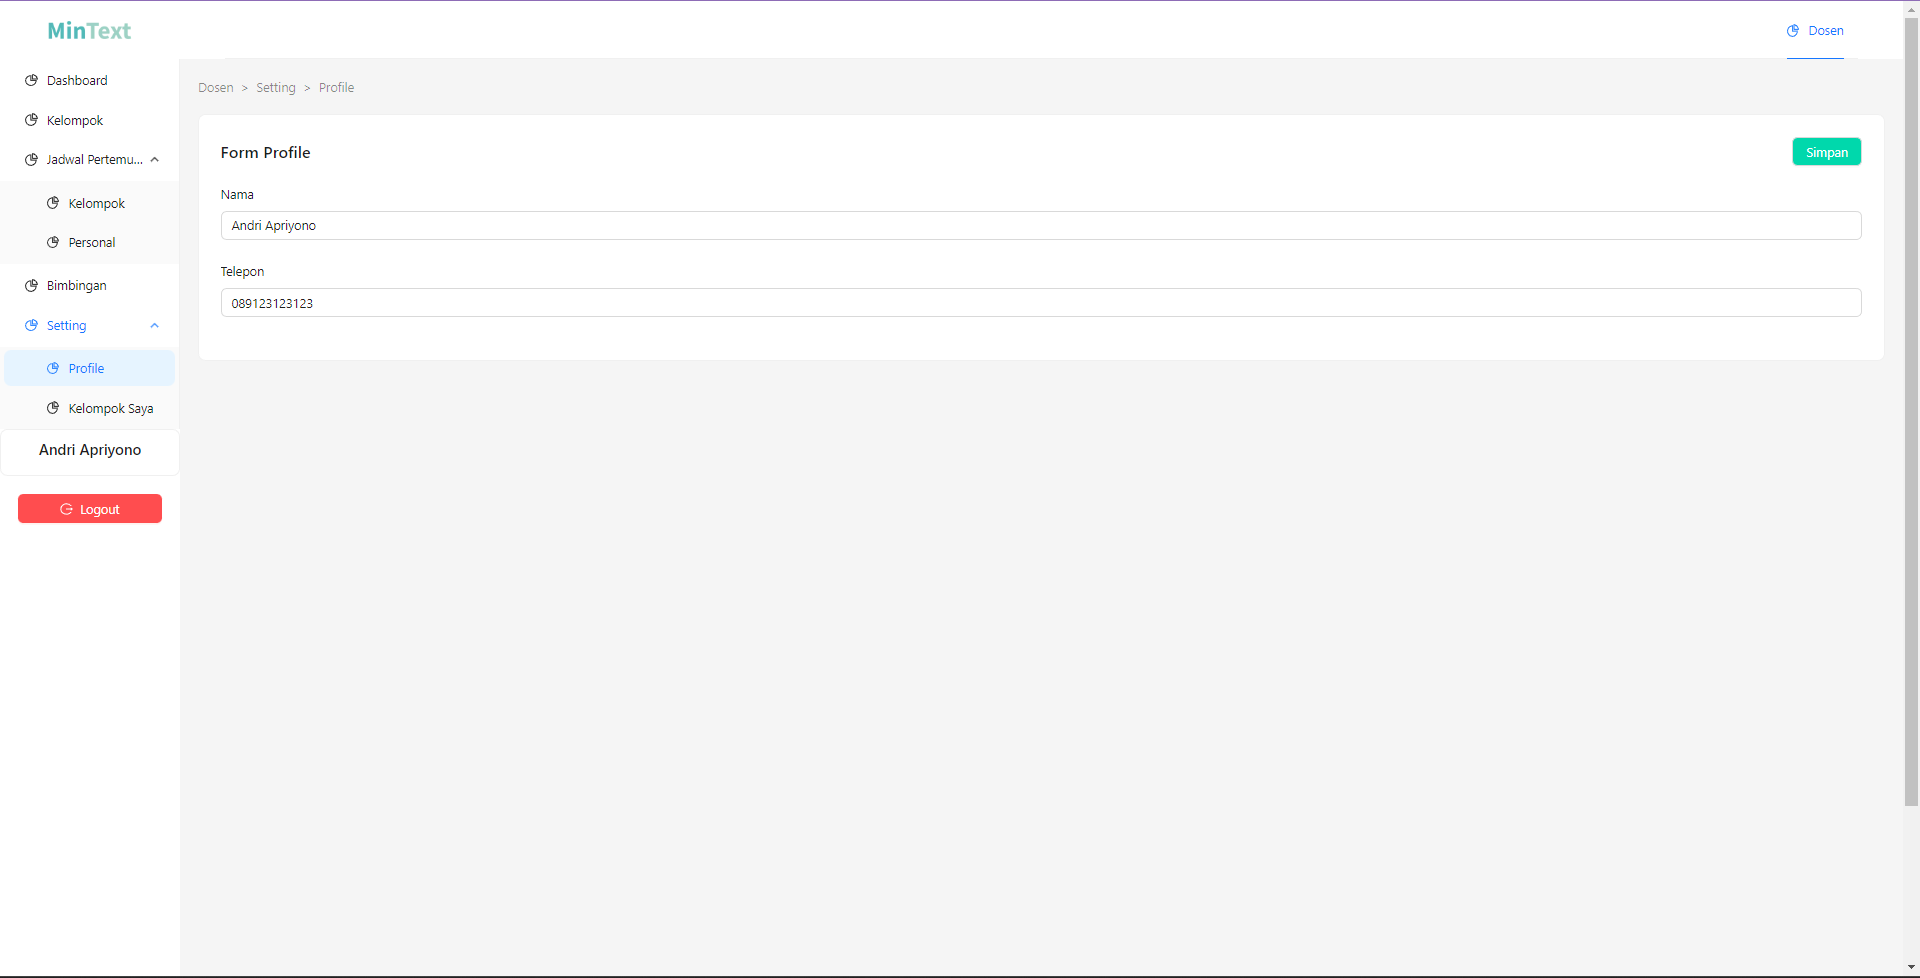 MinText
Dosen
Dashboard
Kelompok
Jadwal Pertemu...
Kelompok
Personal
Bimbingan
Setting
Profile
Kelompok Saya
Andri Apriyono
Logout
Dosen > Setting > Profile
Form Profile
Simpan
Nama
Andri Apriyono
Telepon
089123123123